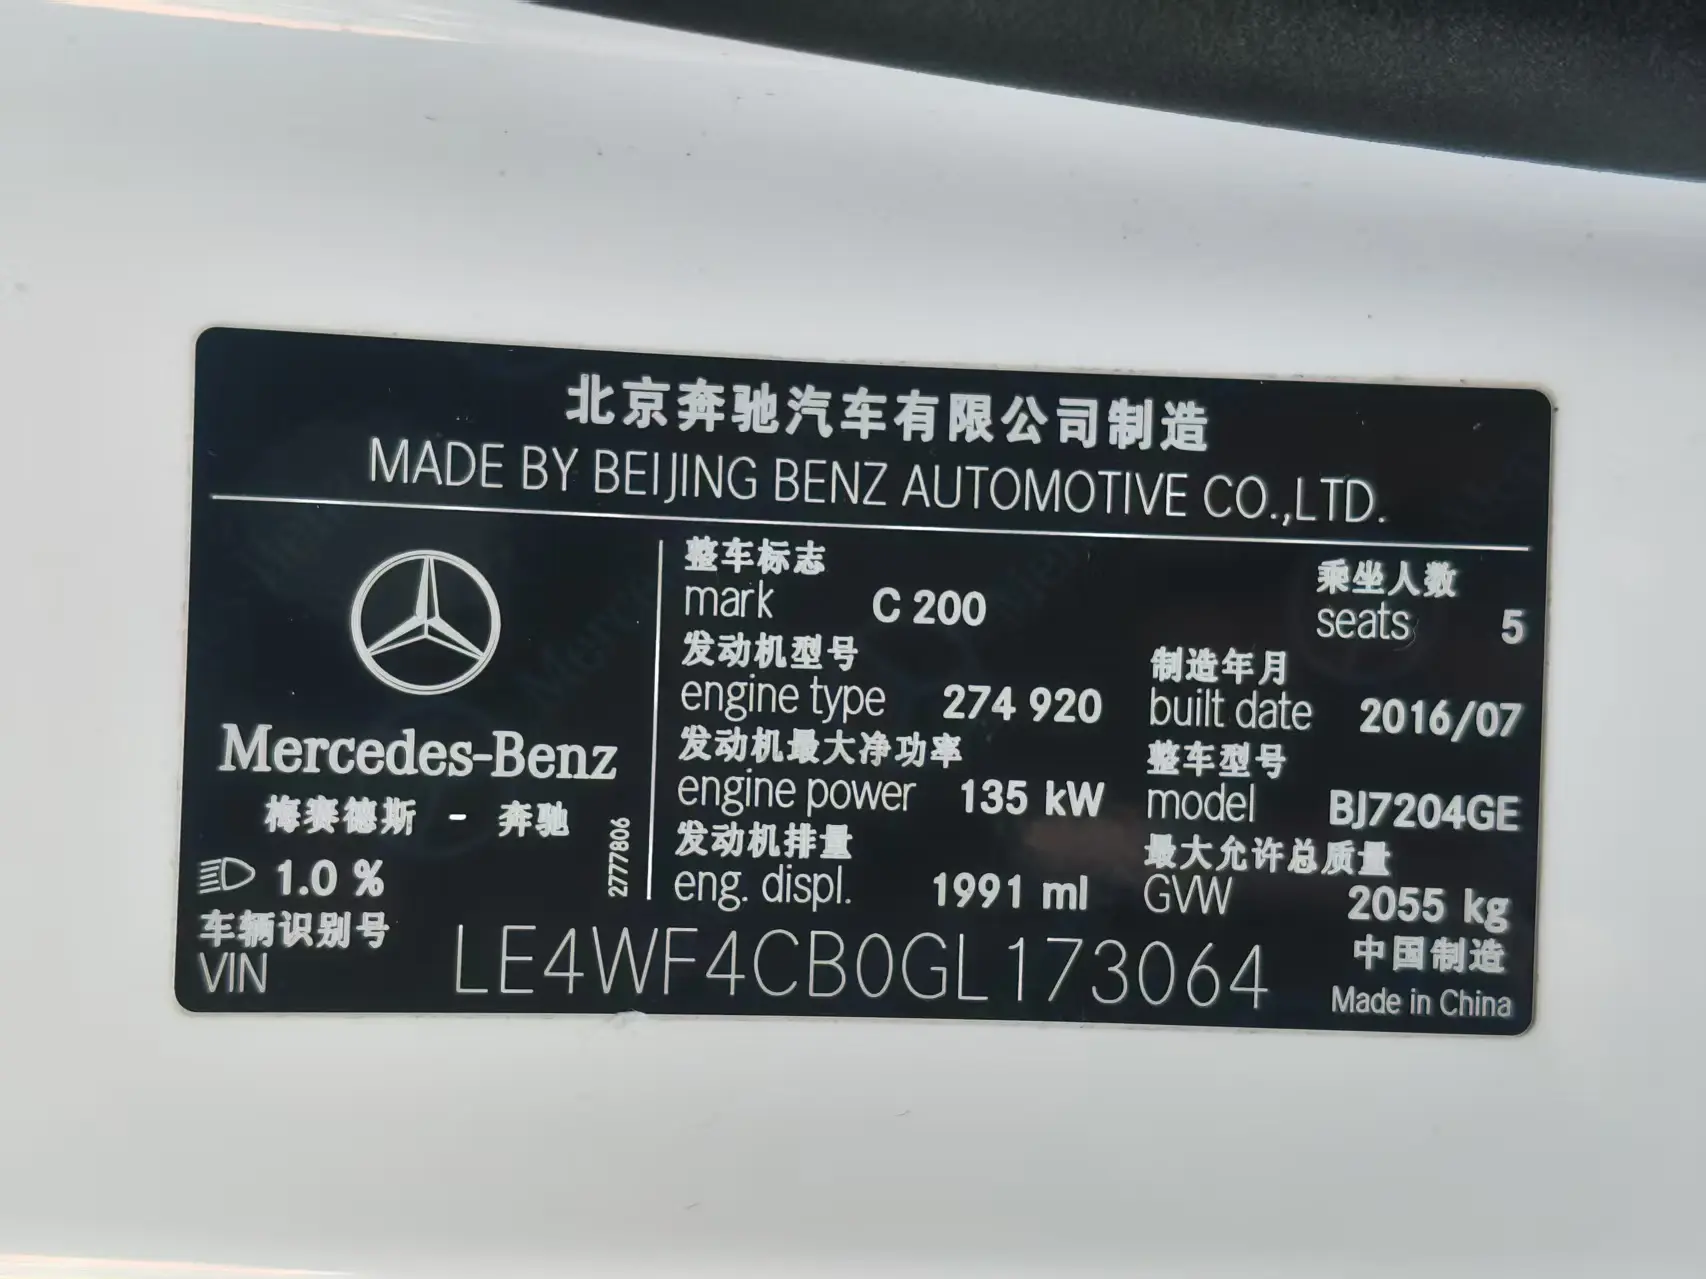 北京奔驰汽车有限公司制造
MADE BY BEIJING BENZ AUTOMOTIVE CO.,LTD.
Mercedes-Benz
梅赛德斯 - 奔驰
1.0 %
2777806
整车标志
mark C 200
乘坐人数
seats 5
发动机型号
engine type 274 920
制造年月
built date 2016/07
发动机最大净功率
engine power 135 kW
整车型号
model BJ7204GE
发动机排量
eng. displ. 1991 ml
最大允许总质量
GVW 2055 kg
车辆识别号
VIN LE4WF4CB0GL173064
中国制造
Made in China